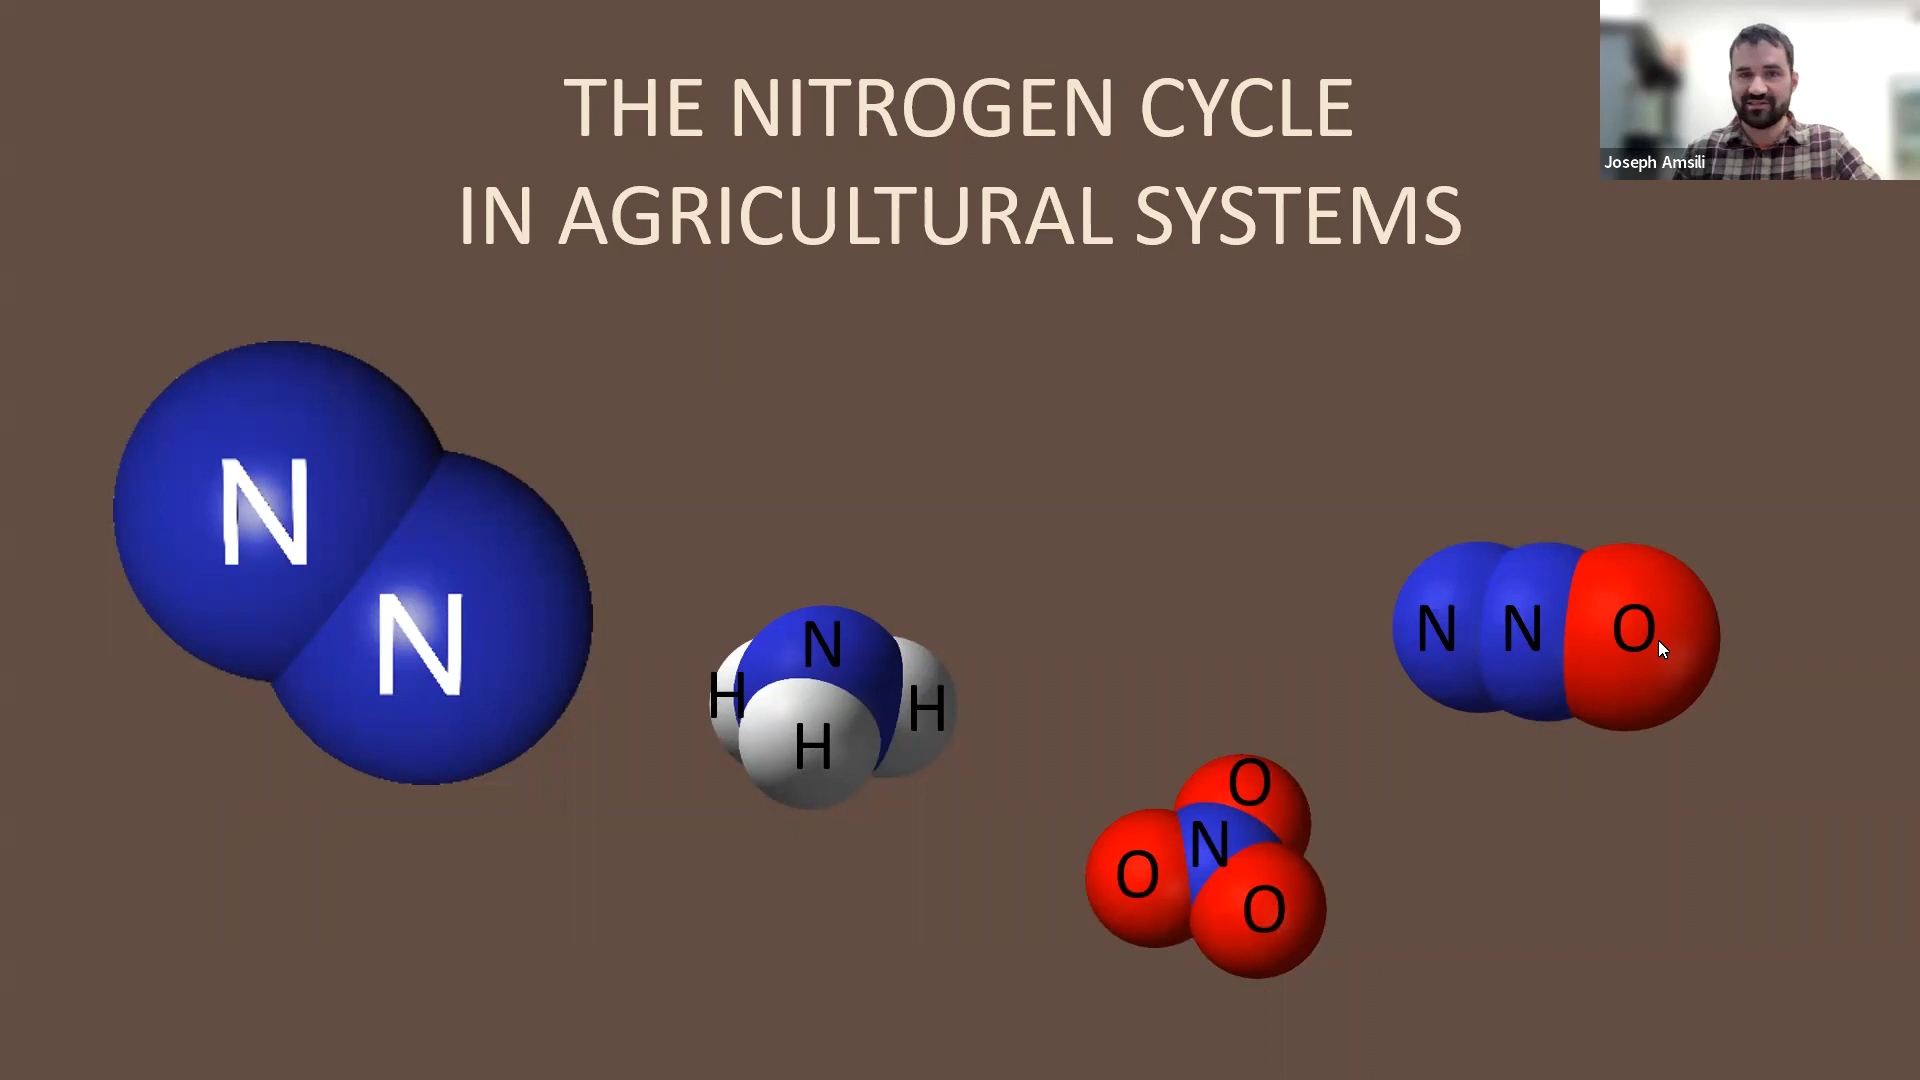 THE NITROGEN CYCLE
IN AGRICULTURAL SYSTEMS
Joseph Amsili
N
N
N
H
H
H
N N O
O
N
O
O